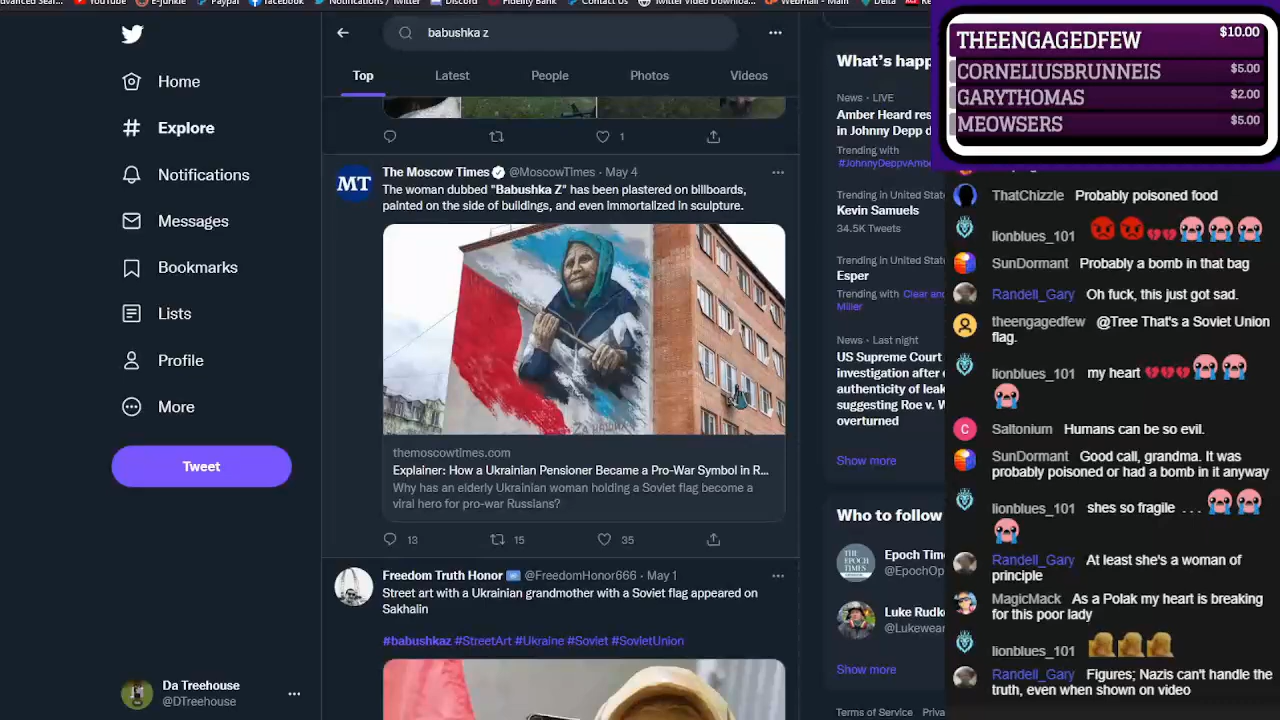 YouTube
E-junkie
Paypal
Facebook
Notifications / Twitter
Discord
Fidelity Bank
Contact Us
Webmail - Main
Delta
babushka z
Home
Explore
Notifications
Messages
Bookmarks
Lists
Profile
More
Tweet
Da Treehouse
@DTreehouse
Top
Latest
People
Photos
Videos
1
The Moscow Times @MoscowTimes · May 4
The woman dubbed "Babushka Z" has been plastered on billboards,
painted on the side of buildings, and even immortalized in sculpture.
MT
themoscowtimes.com
Explainer: How a Ukrainian Pensioner Became a Pro-War Symbol in R...
Why has an elderly Ukrainian woman holding a Soviet flag become a
viral hero for pro-war Russians?
13
15
35
Freedom Truth Honor @FreedomHonor666 · May 1
Street art with a Ukrainian grandmother with a Soviet flag appeared on
Sakhalin
#babushkaz #StreetArt #Ukraine #Soviet #SovietUnion
What's happ
News · LIVE
Amber Heard res
in Johnny Depp d
Trending with
#JohnnyDeppvAmbe
Trending in United State
Kevin Samuels
34.5K Tweets
Trending in United State
Esper
Trending with Clear and
Miller
News · Last night
US Supreme Court
investigation after
authenticity of leak
suggesting Roe v. W
overturned
Show more
Who to follow
THE EPOCH TIMES
Epoch Time
@EpochOp
Luke Rudko
@Lukewear
Show more
Terms of Service Priva
THEENGAGEDFEW $10.00
CORNELIUSBRUNNEIS $5.00
GARYTHOMAS $2.00
MEOWSERS $5.00
ThatChizzle Probably poisoned food
lionblues_101
SunDormant Probably a bomb in that bag
Randell_Gary Oh fuck, this just got sad.
theengagedfew @Tree That's a Soviet Union
flag.
lionblues_101 my heart
Saltonium Humans can be so evil.
SunDormant Good call, grandma. It was
probably poisoned or had a bomb in it anyway
lionblues_101 shes so fragile . . .
Randell_Gary At least she's a woman of
principle
MagicMack As a Polak my heart is breaking
for this poor lady
lionblues_101
Randell_Gary Figures; Nazis can't handle the
truth, even when shown on video